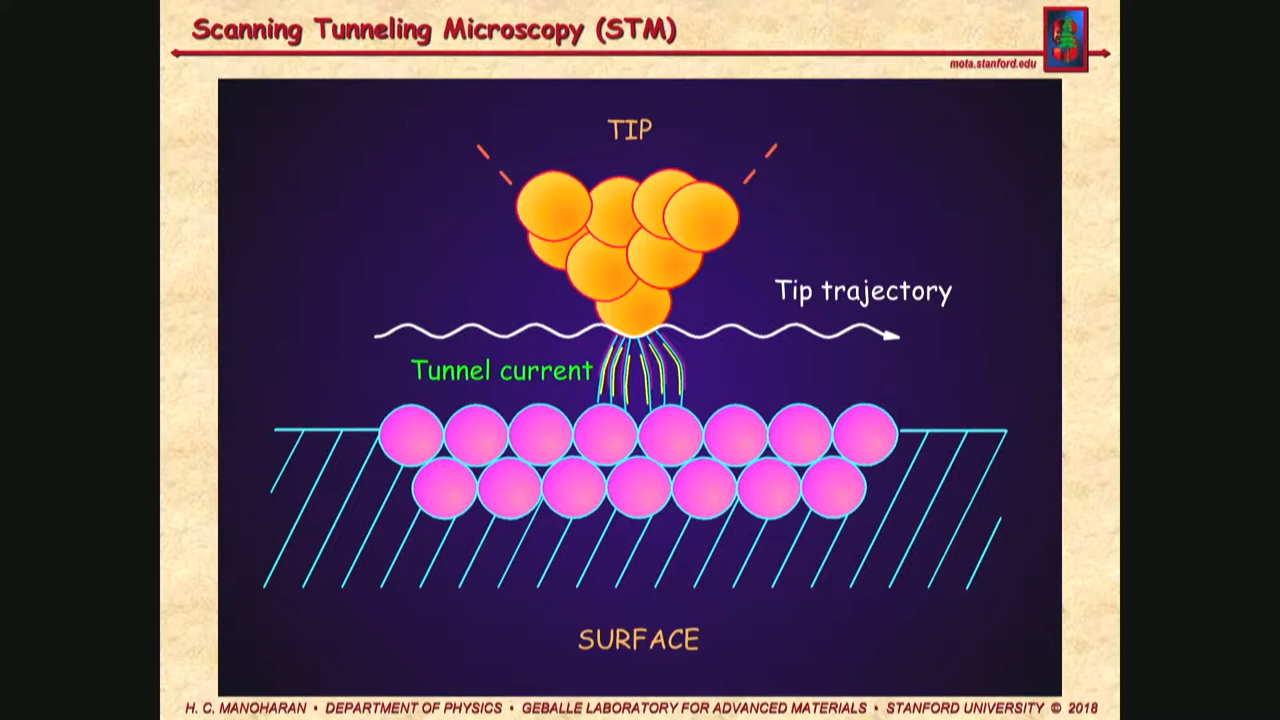 Scanning Tunneling Microscopy (STM)
mota.stanford.edu
TIP
Tip trajectory
Tunnel current
SURFACE
H. C. MANOHARAN • DEPARTMENT OF PHYSICS • GEBALLE LABORATORY FOR ADVANCED MATERIALS • STANFORD UNIVERSITY © 2018